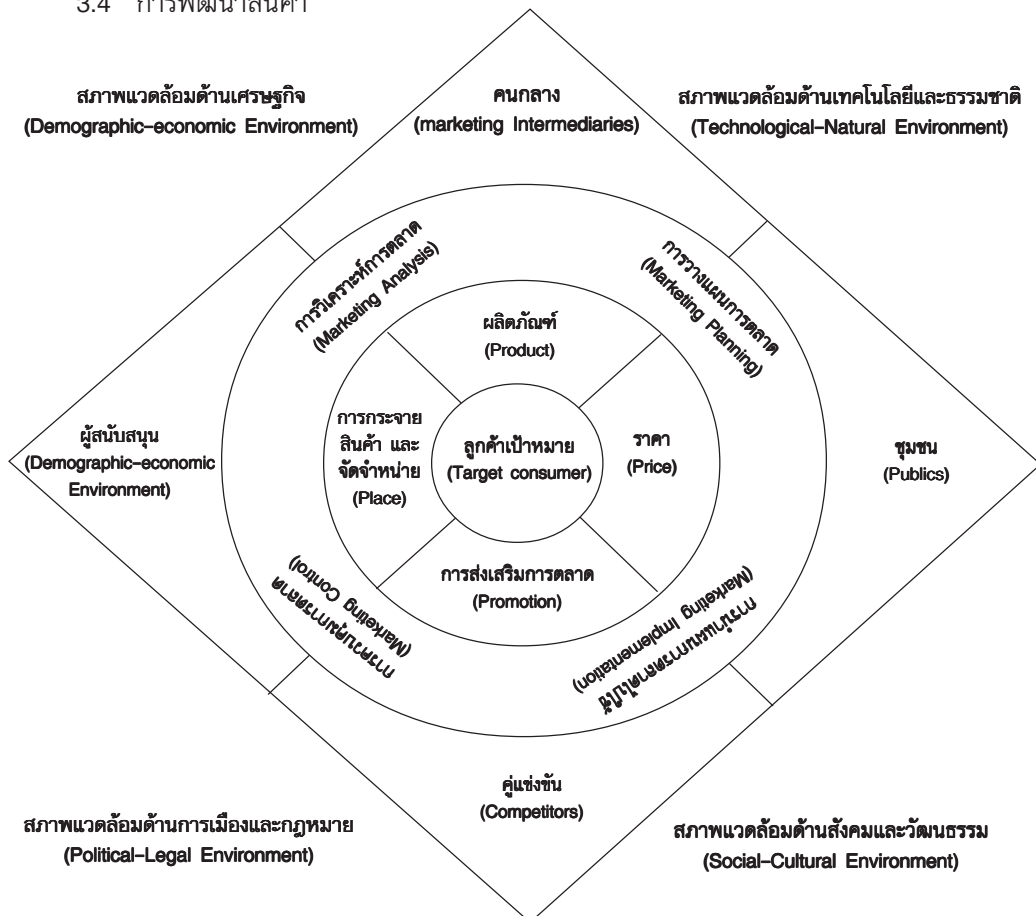 3.4 การพัฒนาสินค้า
สภาพแวดล้อมด้านเศรษฐกิจ
(Demographic-economic Environment)
คนกลาง
(marketing Intermediaries)
สภาพแวดล้อมด้านเทคโนโลยีและธรรมชาติ
(Technological-Natural Environment)
การวิเคราะห์การตลาด
(Marketing Analysis)
การวางแผนการตลาด
(Marketing Planning)
ผลิตภัณฑ์
(Product)
ผู้สนับสนุน
(Demographic-economic
Environment)
การกระจาย
สินค้า และ
จัดจำหน่าย
(Place)
ลูกค้าเป้าหมาย
(Target consumer)
ราคา
(Price)
ชุมชน
(Publics)
การส่งเสริมการตลาด
(Promotion)
การควบคุมการตลาด
(Marketing Control)
การนำแผนการตลาดไปใช้
(Marketing Implementation)
คู่แข่งขัน
(Competitors)
สภาพแวดล้อมด้านการเมืองและกฎหมาย
(Political-Legal Environment)
สภาพแวดล้อมด้านสังคมและวัฒนธรรม
(Social-Cultural Environment)